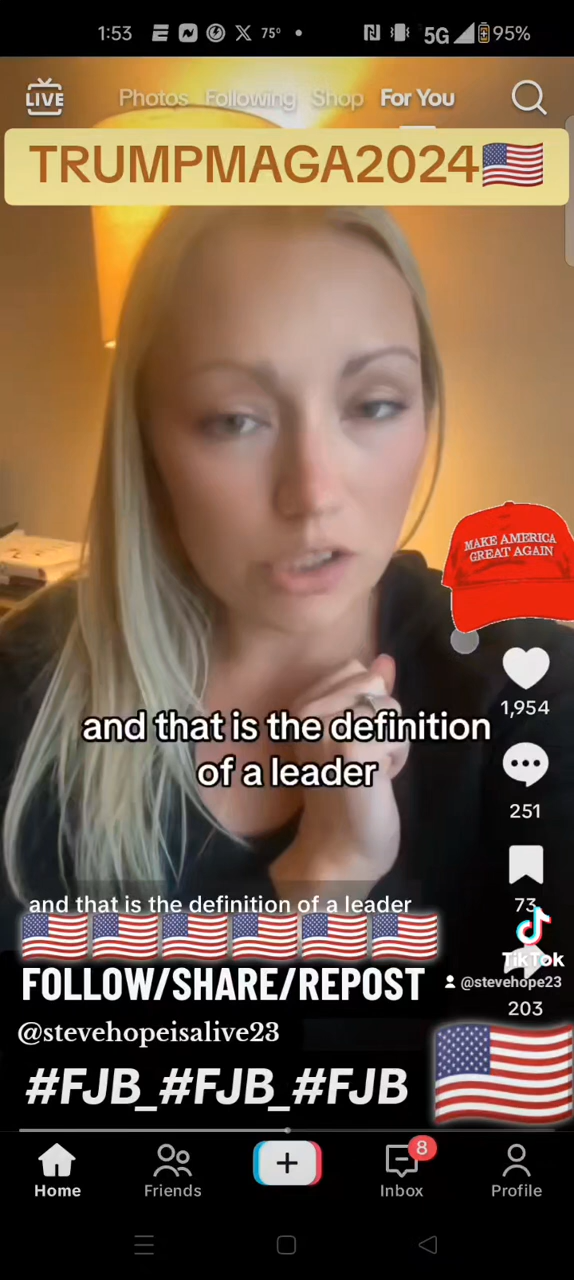 1:53
75°
5G
95%
LIVE
Photos Following Shop For You
TRUMPMAGA2024
MAKE AMERICA
GREAT AGAIN
1,954
and that is the definition
of a leader
251
and that is the definition of a leader
73
TikTok
FOLLOW/SHARE/REPOST
@stevehope23
203
@stevehopeisalive23
#FJB_#FJB_#FJB
8
Home
Friends
Inbox
Profile